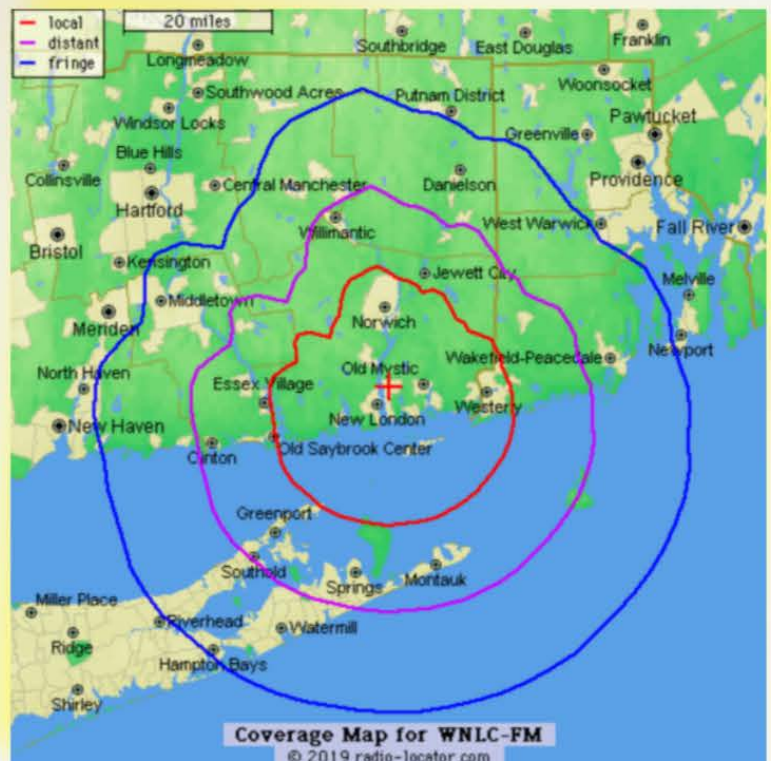 local
distant
fringe
20 miles
Southbridge
East Douglas
Franklin
Longmeadow
Woonsocket
Southwood Acres
Putnam District
Windsor Locks
Pawtucket
Greenville
Blue Hills
Collinsville
Central Manchester
Danielson
Providence
Hartford
Willimantic
West Warwick
Fall River
Bristol
Kensington
Jewett City
Melville
Middletown
Meriden
Norwich
Newport
Wakefield-Peacedale
North Haven
Old Mystic
Essex Village
Westerly
New London
New Haven
Clinton
Old Saybrook Center
Greenport
Southold
Springs
Montauk
Miller Place
Riverhead
Watermill
Ridge
Hampton Bays
Shirley
Coverage Map for WNLC-FM
© 2019 radio-locator.com